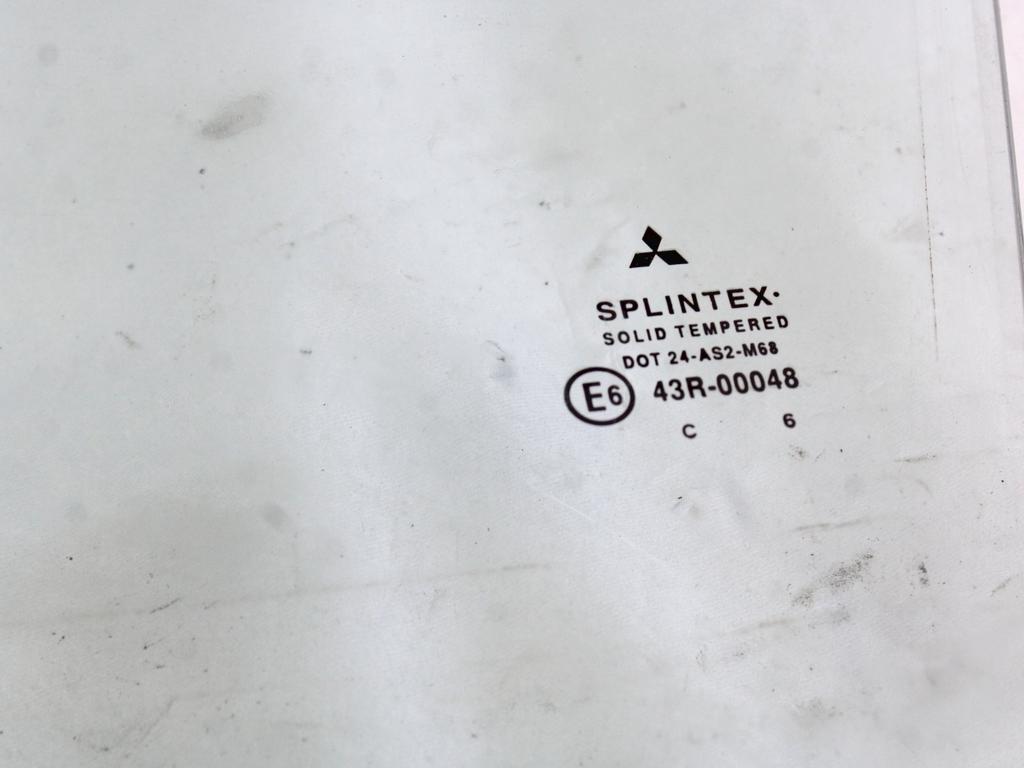 SPLINTEX·
SOLID TEMPERED
DOT 24-AS2-M68
E6 43R-00048
C 6